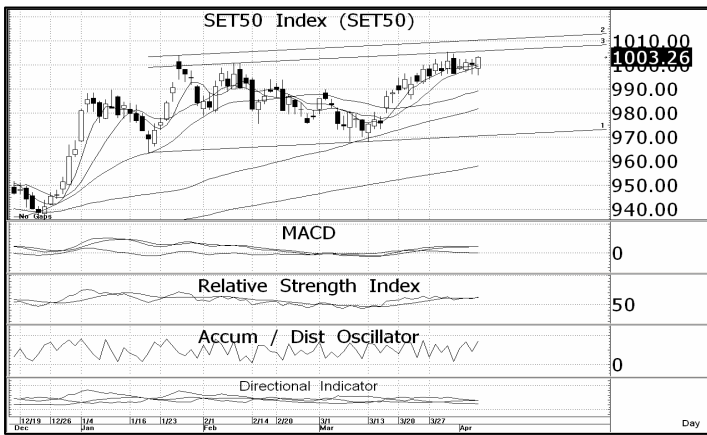 SET50 Index (SET50)
2
3
1010.00
1003.26
990.00
980.00
1
970.00
960.00
950.00
940.00
No Gaps
MACD
0
Relative Strength Index
50
Accum / Dist Oscillator
0
Directional Indicator
12/19 12/26 1/4 1/16 1/23 2/1 2/14 2/20 3/1 3/13 3/20 3/27
Dec Jan Feb Mar Apr
Day